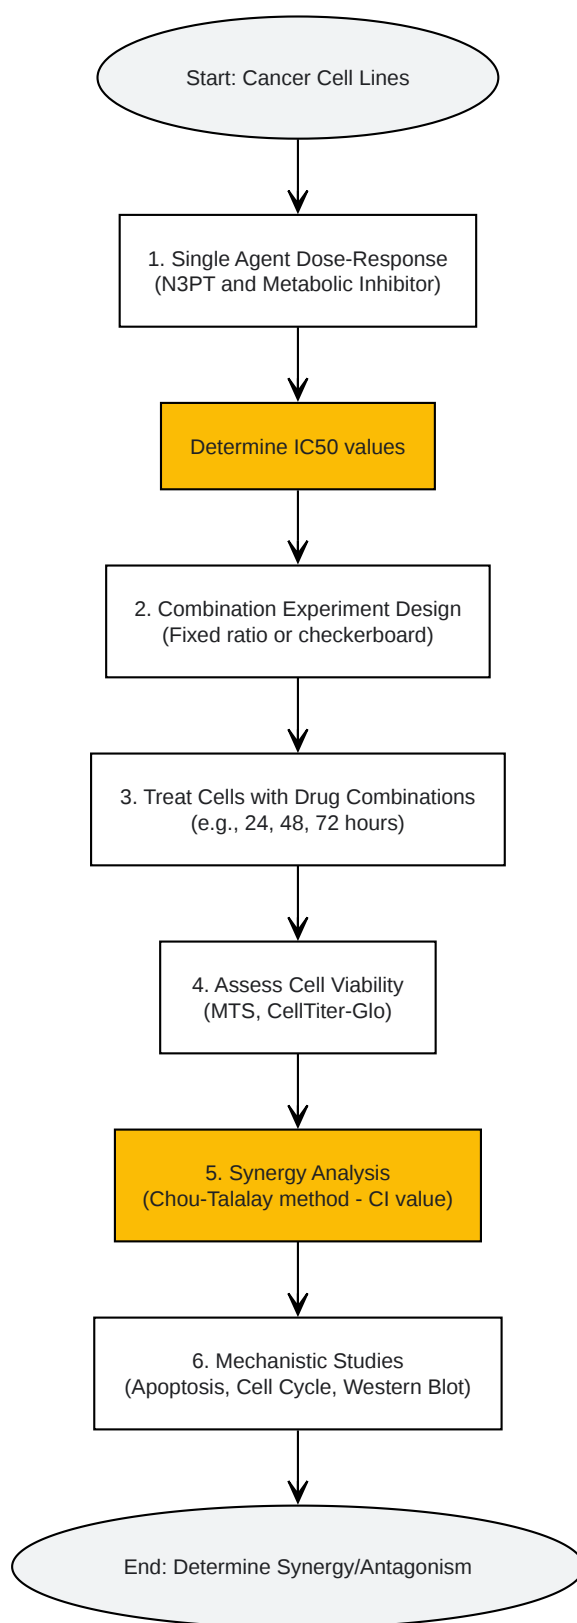 Start: Cancer Cell Lines
1. Single Agent Dose-Response
(N3PT and Metabolic Inhibitor)
Determine IC50 values
2. Combination Experiment Design
(Fixed ratio or checkerboard)
3. Treat Cells with Drug Combinations
(e.g., 24, 48, 72 hours)
4. Assess Cell Viability
(MTS, CellTiter-Glo)
5. Synergy Analysis
(Chou-Talalay method - CI value)
6. Mechanistic Studies
(Apoptosis, Cell Cycle, Western Blot)
End: Determine Synergy/Antagonism